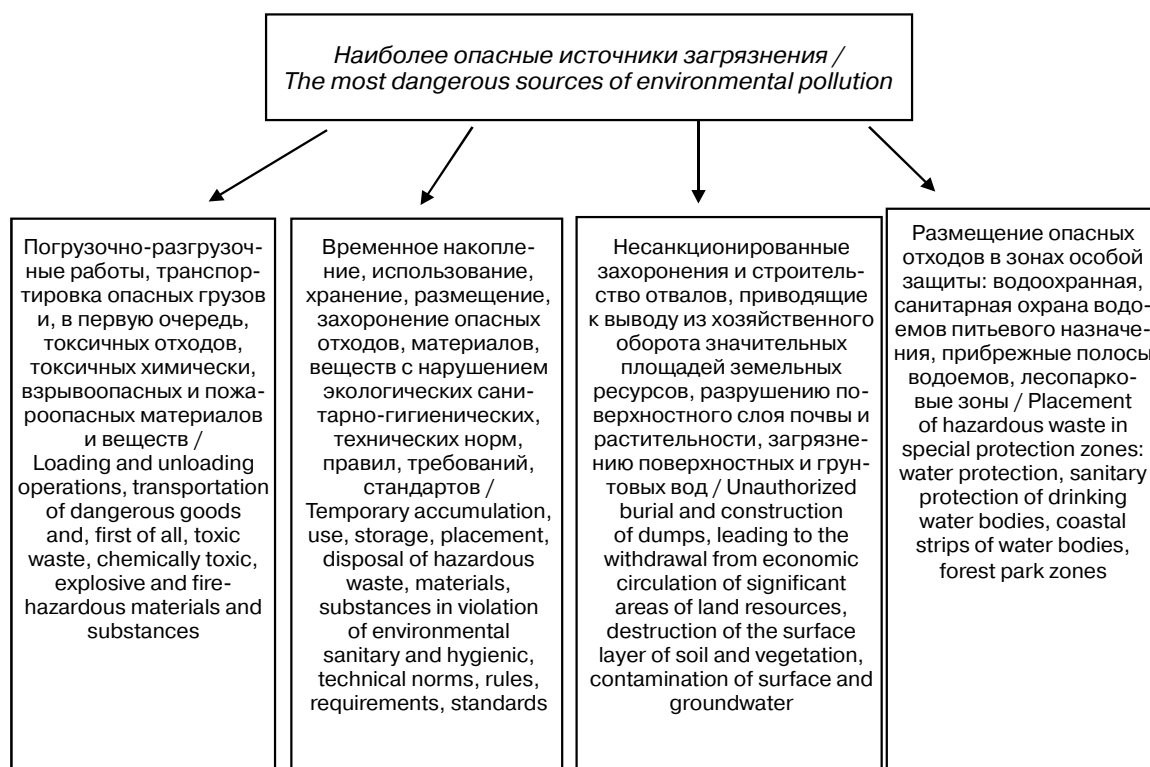 Наиболее опасные источники загрязнения /
The most dangerous sources of environmental pollution
Погрузочно-разгрузоч-
ные работы, транспор-
тировка опасных грузов
и, в первую очередь,
токсичных отходов,
токсичных химически,
взрывоопасных и пожа-
роопасных материалов
и веществ /
Loading and unloading
operations, transportation
of dangerous goods
and, first of all, toxic
waste, chemically toxic,
explosive and fire-
hazardous materials and
substances
Временное накопле-
ние, использование,
хранение, размещение,
захоронение опасных
отходов, материалов,
веществ с нарушением
экологических сани-
тарно-гигиенических,
технических норм,
правил, требований,
стандартов /
Temporary accumulation,
use, storage, placement,
disposal of hazardous
waste, materials,
substances in violation
of environmental
sanitary and hygienic,
technical norms, rules,
requirements, standards
Несанкционированные
захоронения и строитель-
ство отвалов, приводящие
к выводу из хозяйственного
оборота значительных
площадей земельных
ресурсов, разрушению по-
верхностного слоя почвы и
растительности, загрязне-
нию поверхностных и грун-
товых вод / Unauthorized
burial and construction
of dumps, leading to the
withdrawal from economic
circulation of significant
areas of land resources,
destruction of the surface
layer of soil and vegetation,
contamination of surface and
groundwater
Размещение опасных
отходов в зонах особой
защиты: водоохранная,
санитарная охрана водо-
емов питьевого назначе-
ния, прибрежные полосы
водоемов, лесопарко-
вые зоны / Placement
of hazardous waste in
special protection zones:
water protection, sanitary
protection of drinking
water bodies, coastal
strips of water bodies,
forest park zones